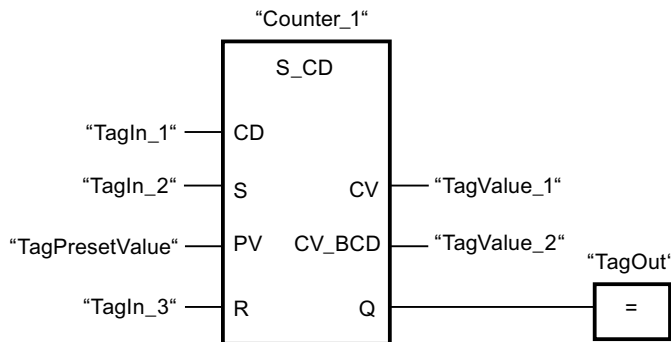 “Counter_1“
S_CD
“TagIn_1“ CD
“TagIn_2“ S CV “TagValue_1“
“TagPresetValue“ PV CV_BCD “TagValue_2“
“TagOut“
“TagIn_3“ R Q =